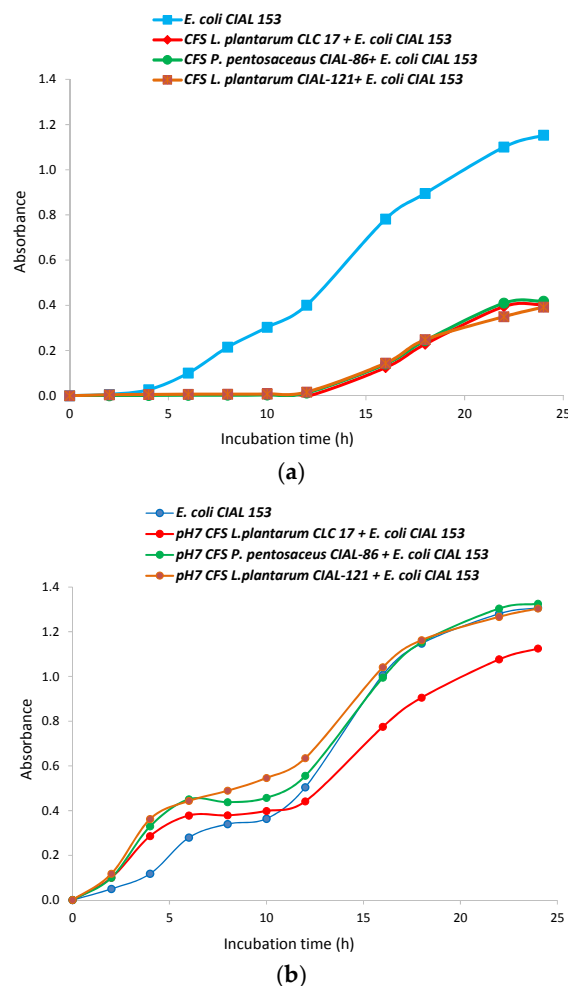 E. coli CIAL 153
CFS L. plantarum CLC 17 + E. coli CIAL 153
CFS P. pentosaceaus CIAL-86+ E. coli CIAL 153
CFS L. plantarum CIAL-121+ E. coli CIAL 153
1.4
1.2
1.0
0.8
0.6
0.4
0.2
0.0
Absorbance
0 5 10 15 20 25
Incubation time (h)
(a)
E. coli CIAL 153
pH7 CFS L.plantarum CLC 17 + E. coli CIAL 153
pH7 CFS P. pentosaceus CIAL-86 + E. coli CIAL 153
pH7 CFS L.plantarum CIAL-121 + E. coli CIAL 153
1.4
1.2
1.0
0.8
0.6
0.4
0.2
0.0
Absorbance
0 5 10 15 20 25
Incubation time (h)
(b)